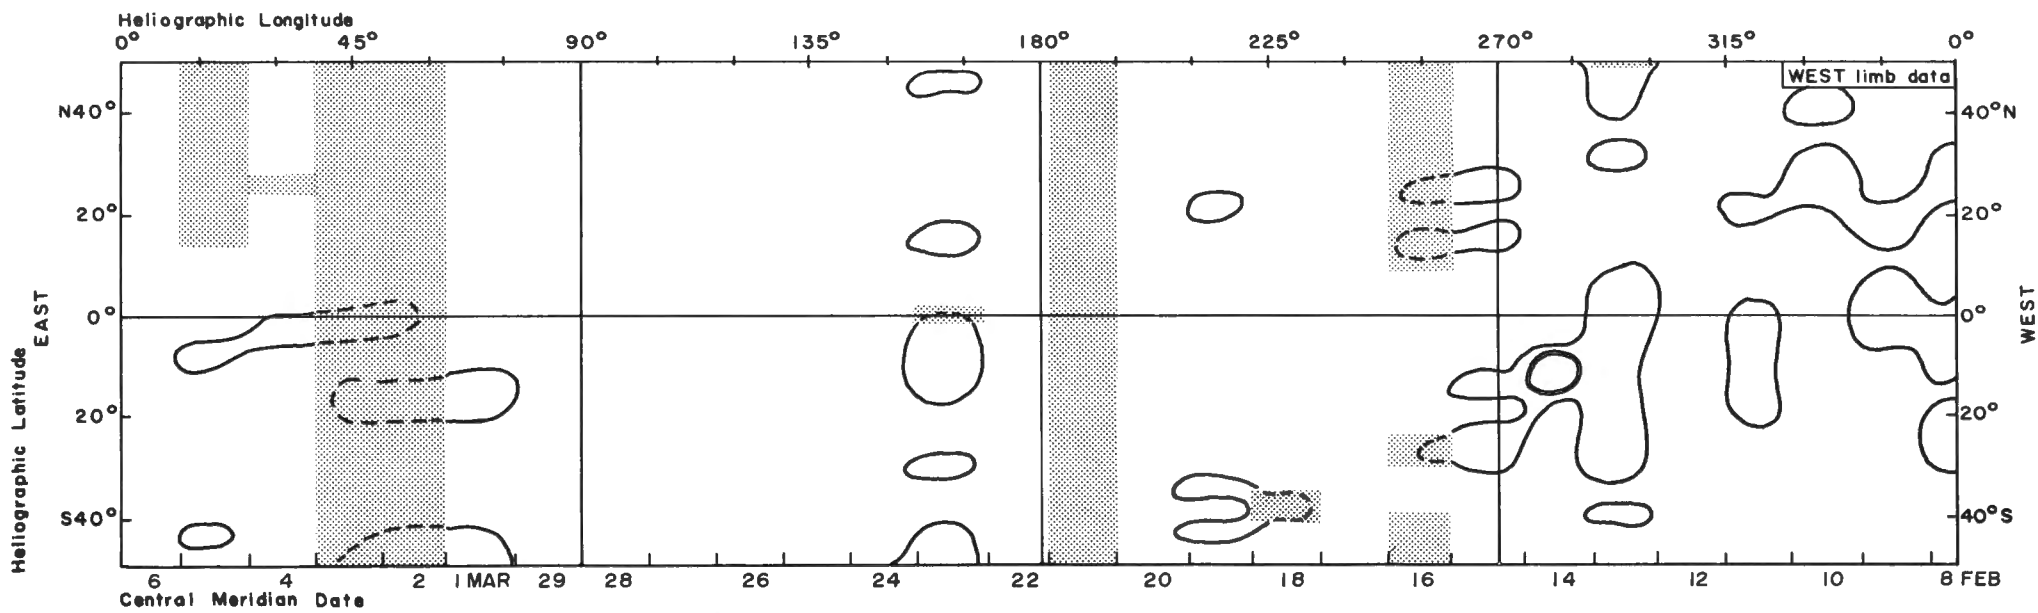 Heliographic Longitude
0° 45° 90° 135° 180° 225° 270° 315° 0°
WEST limb data
N40° 40°N
20° 20°
0° 0°
20° 20°
S40° 40°S
Heliographic Latitude
EAST
WEST
6 4 2 1 MAR 29 28 26 24 22 20 18 16 14 12 10 8 FEB
Central Meridian Date